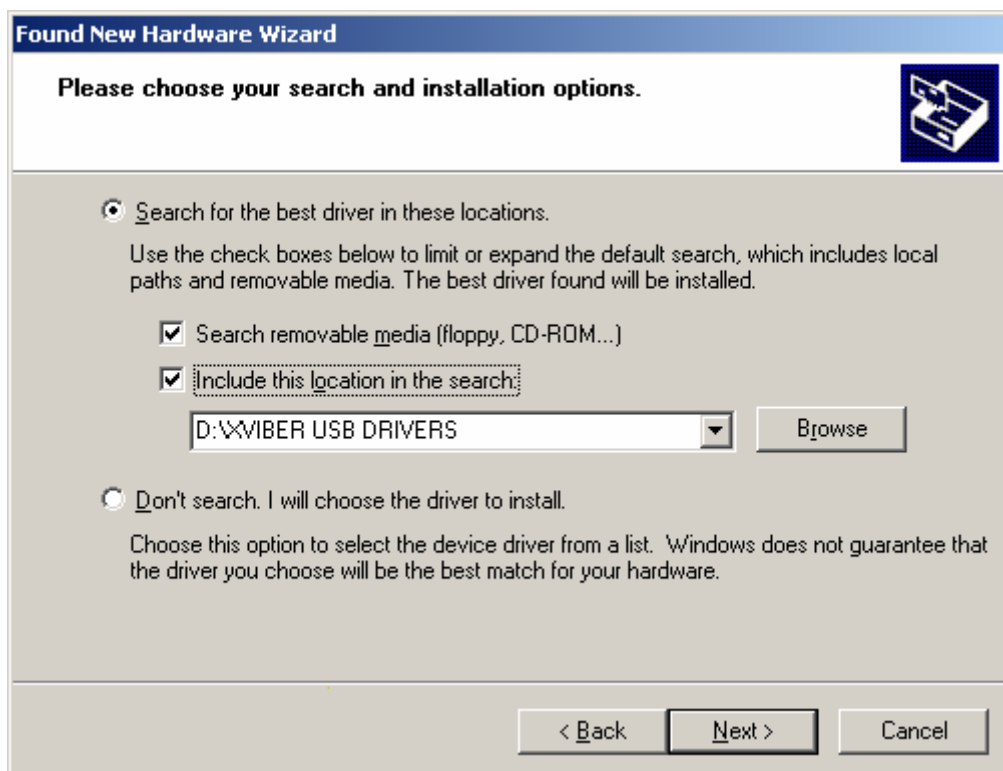 Found New Hardware Wizard
Please choose your search and installation options.
Search for the best driver in these locations.
Use the check boxes below to limit or expand the default search, which includes local
paths and removable media. The best driver found will be installed.
Search removable media (floppy, CD-ROM...)
Include this location in the search:
D:\XVIBER USB DRIVERS
Browse
Don't search. I will choose the driver to install.
Choose this option to select the device driver from a list. Windows does not guarantee that
the driver you choose will be the best match for your hardware.
< Back
Next >
Cancel